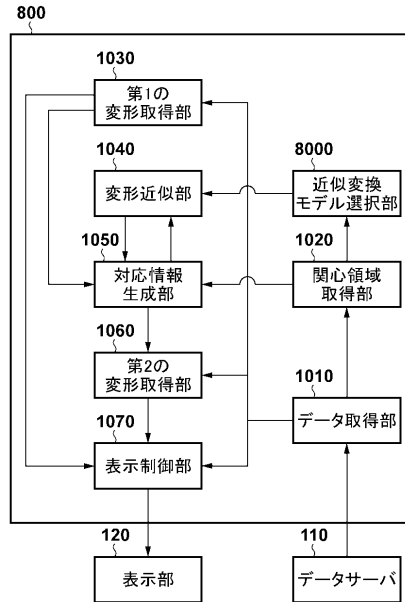 800
1030
第1の
変形取得部
1040
変形近似部
8000
近似変換
モデル選択部
1050
対応情報
生成部
1020
関心領域
取得部
1060
第2の
変形取得部
1010
データ取得部
1070
表示制御部
120
表示部
110
データサーバ